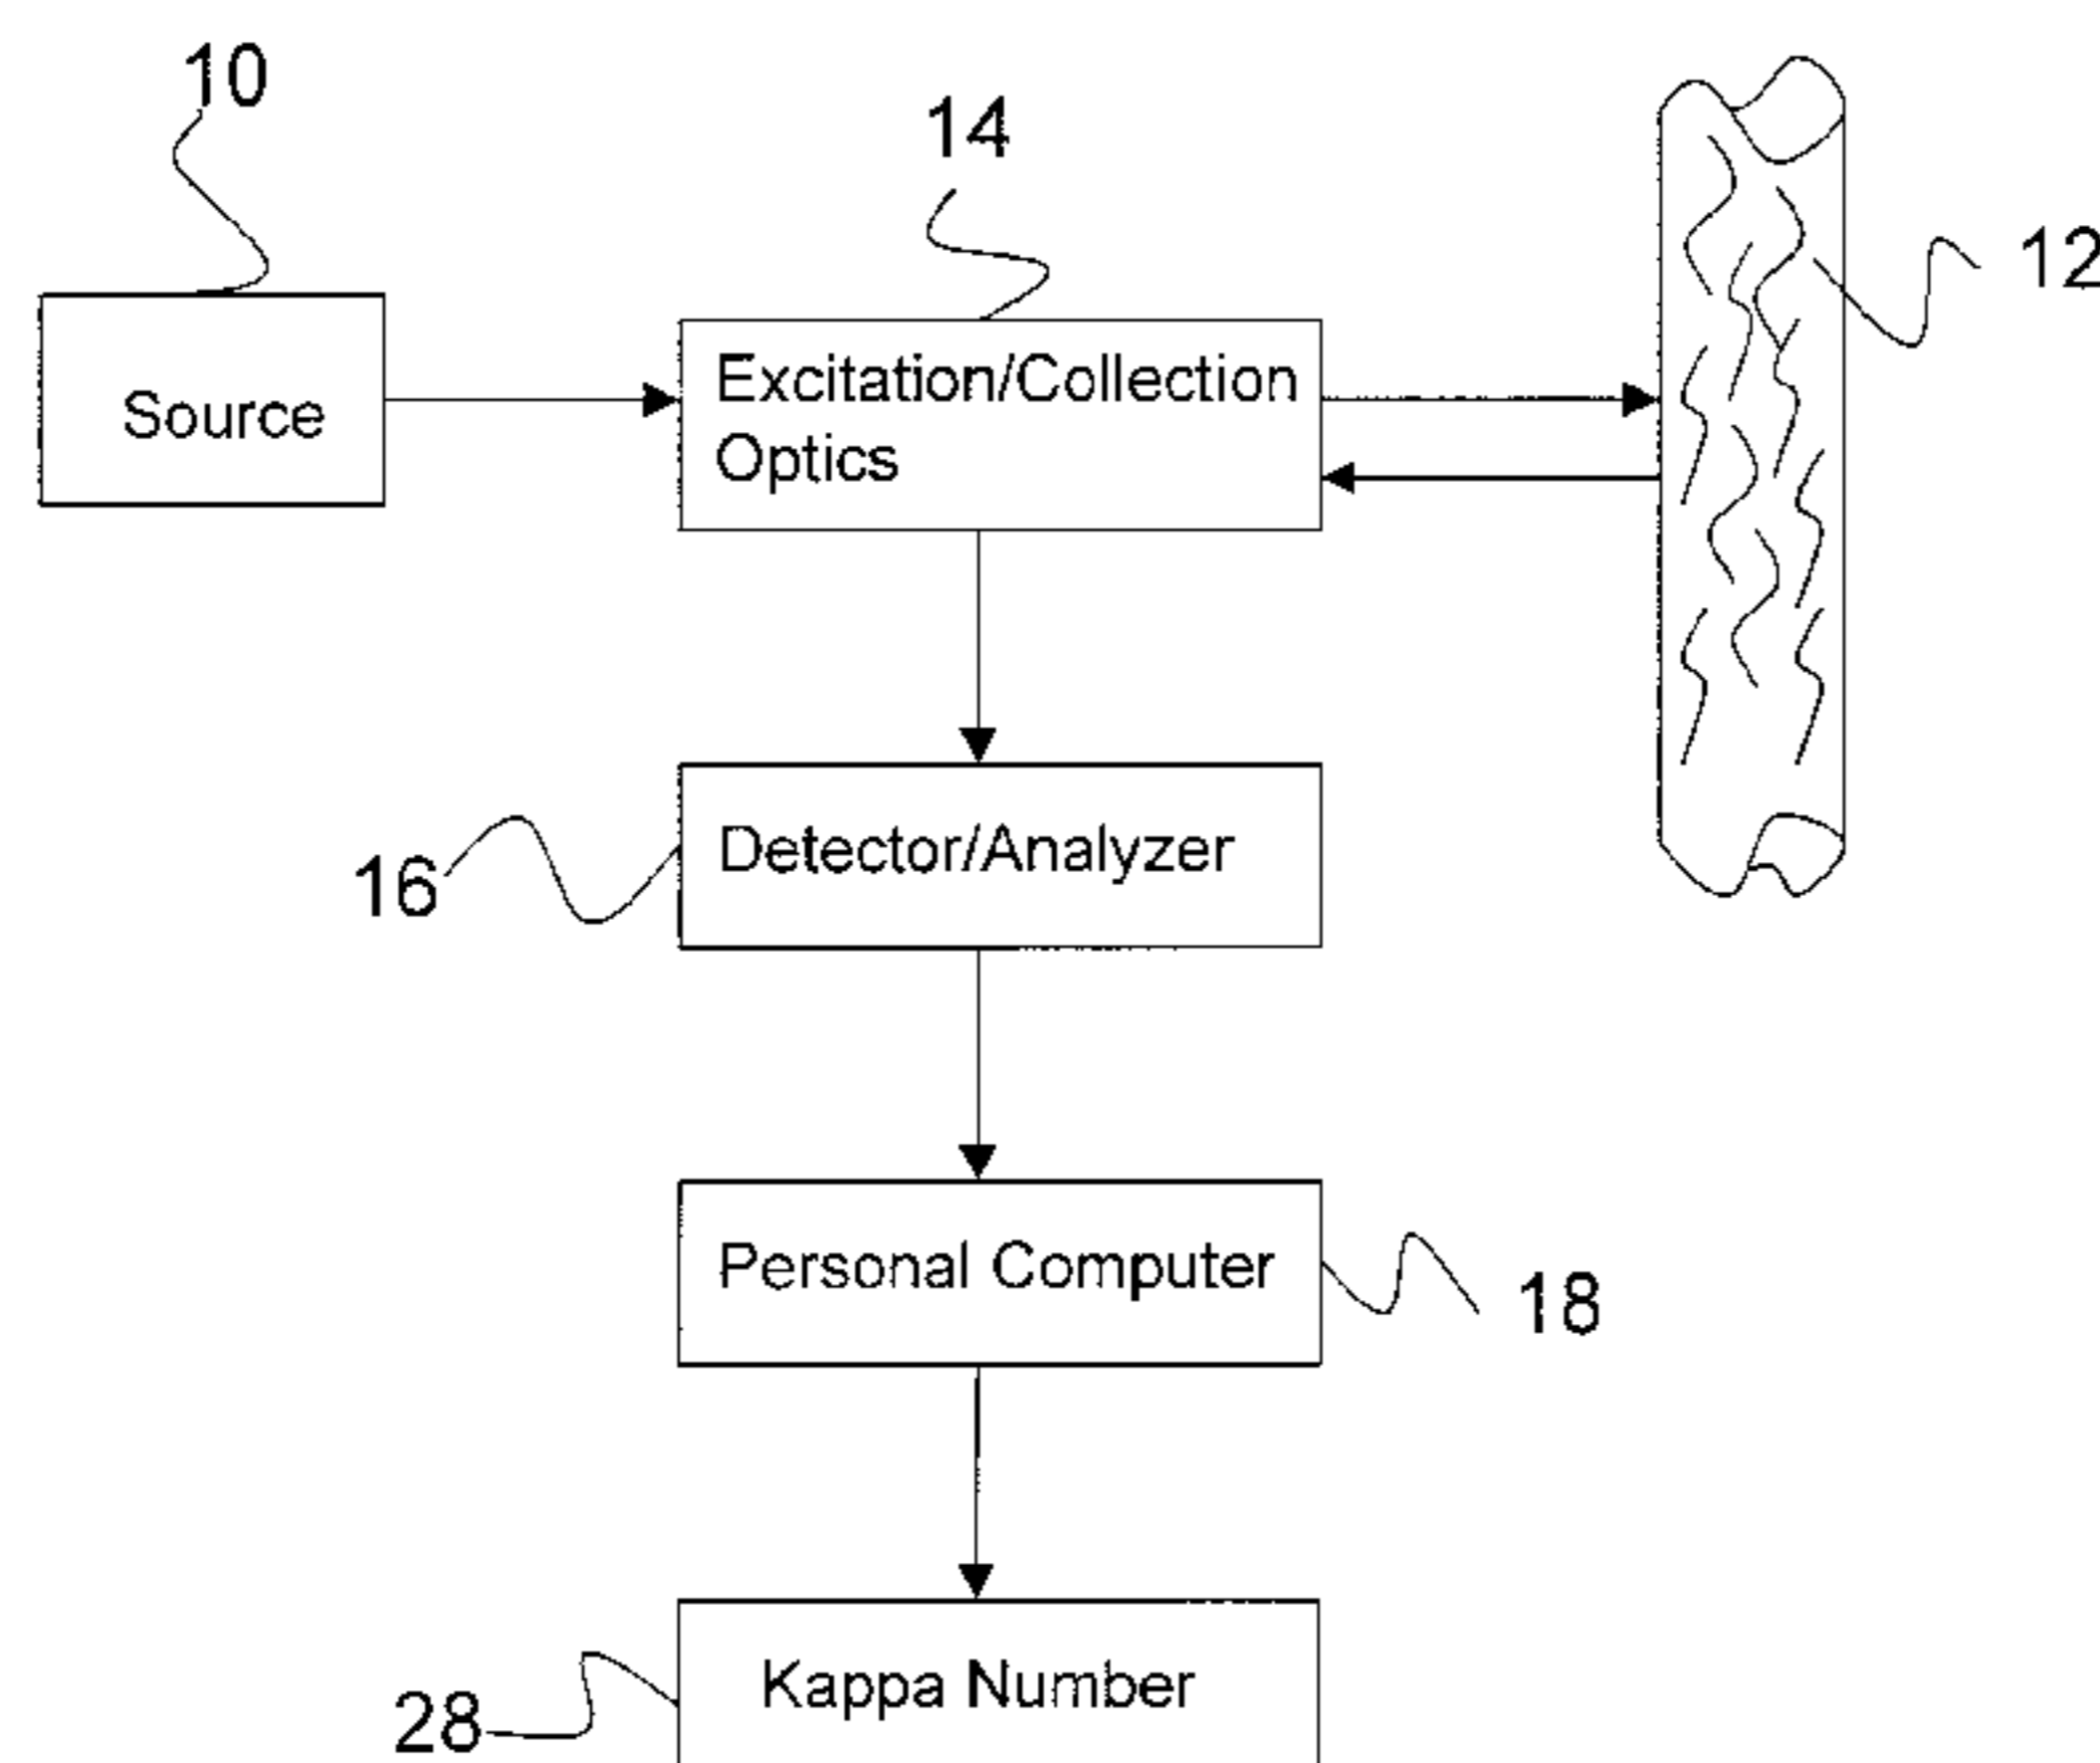 10
14
12
Source
Excitation/Collection
Optics
16
Detector/Analyzer
Personal Computer
18
Kappa Number
28